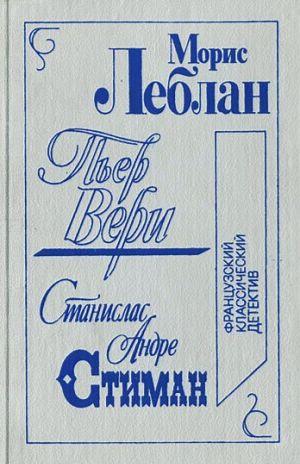 Морис
Леблан
Пьер
Вери
Станислас
Андре
Стиман
ФРАНЦУЗСКИЙ
КЛАССИЧЕСКИЙ
ДЕТЕКТИВ